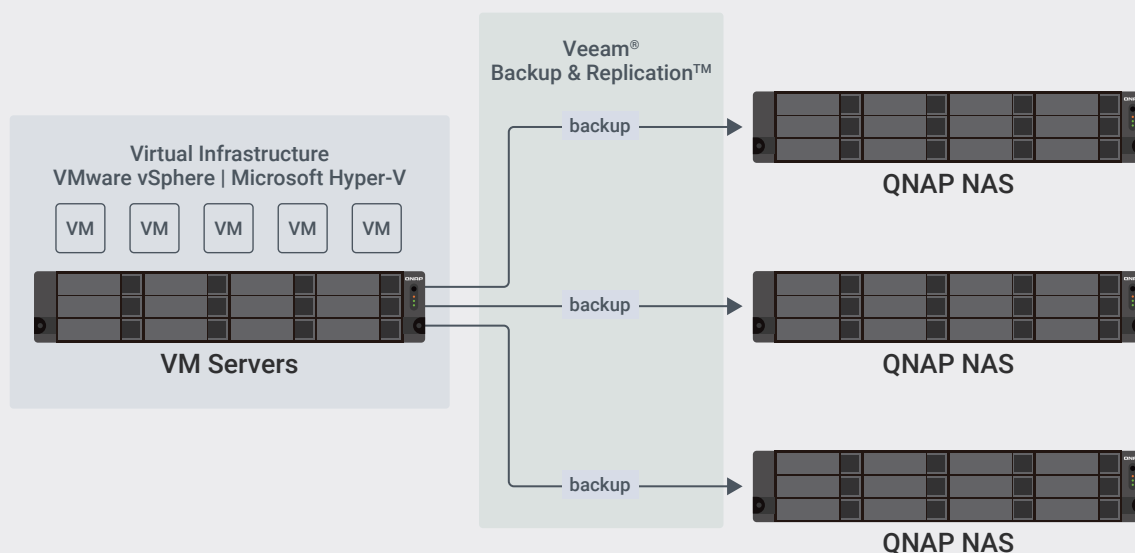 Veeam®
Backup & Replication™
Virtual Infrastructure
VMware vSphere | Microsoft Hyper-V
VM
VM
VM
VM
VM
QNAP
VM Servers
backup
QNAP NAS
backup
QNAP NAS
backup
QNAP NAS